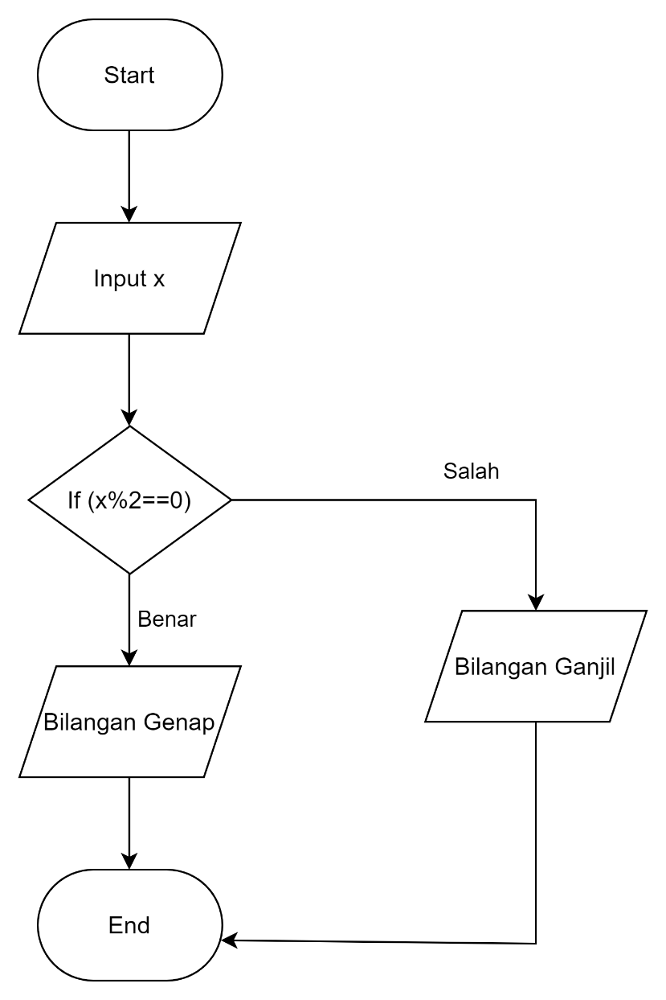 Start
Input x
If (x%2==0)
Salah
Benar
Bilangan Ganjil
Bilangan Genap
End